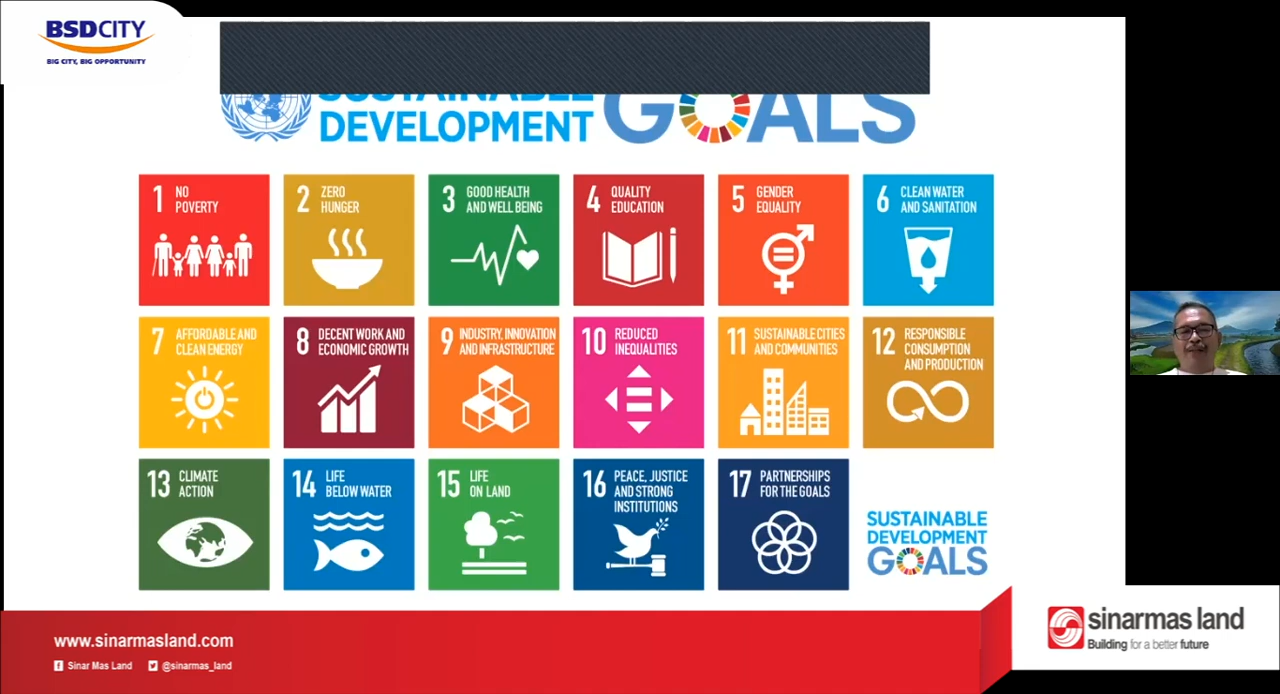 BSDCITY
BIG CITY, BIG OPPORTUNITY
SUSTAINABLE
DEVELOPMENT
GOALS
1 NO
POVERTY
2 ZERO
HUNGER
3 GOOD HEALTH
AND WELL BEING
4 QUALITY
EDUCATION
5 GENDER
EQUALITY
6 CLEAN WATER
AND SANITATION
7 AFFORDABLE AND
CLEAN ENERGY
8 DECENT WORK AND
ECONOMIC GROWTH
9 INDUSTRY, INNOVATION
AND INFRASTRUCTURE
10 REDUCED
INEQUALITIES
11 SUSTAINABLE CITIES
AND COMMUNITIES
12 RESPONSIBLE
CONSUMPTION
AND PRODUCTION
13 CLIMATE
ACTION
14 LIFE
BELOW WATER
15 LIFE
ON LAND
16 PEACE, JUSTICE
AND STRONG
INSTITUTIONS
17 PARTNERSHIPS
FOR THE GOALS
SUSTAINABLE
DEVELOPMENT
GOALS
www.sinarmasland.com
Sinar Mas Land
@sinarmas_land
sinarmas land
Building for a better future